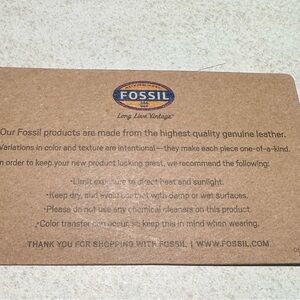 FOSSIL
Long Live Vintage
Our Fossil products are made from the highest quality genuine leather.
Variations in color and texture are intentional—they make each piece one-of-a-kind.
In order to keep your new product looking great, we recommend the following:
•Limit exposure to direct heat and sunlight.
•Keep dry, and avoid contact with damp or wet surfaces.
•Please do not use any chemical cleaners on this product.
•Color transfer can occur, so keep this in mind when wearing.
THANK YOU FOR SHOPPING WITH FOSSIL | WWW.FOSSIL.COM